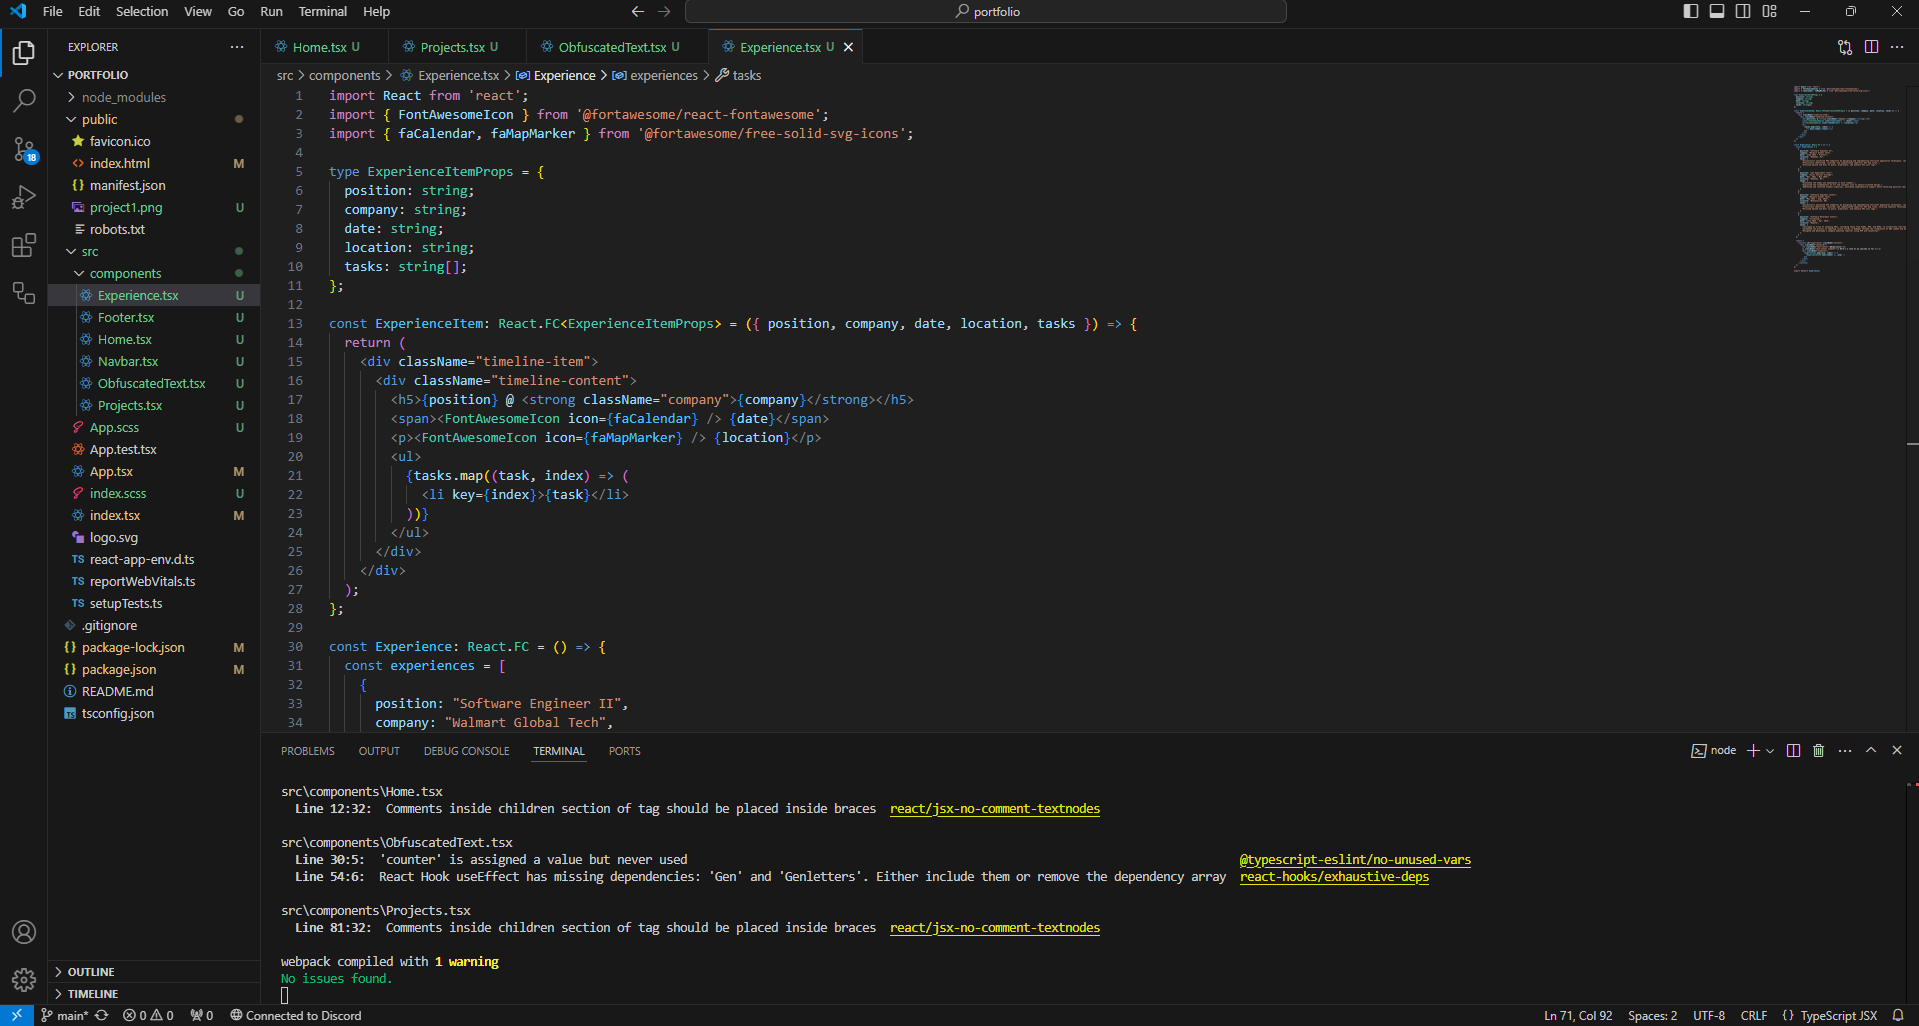 File Edit Selection View Go Run Terminal Help
portfolio
EXPLORER
PORTFOLIO
node_modules
public
favicon.ico
index.html M
manifest.json
project1.png U
robots.txt
src
components
Experience.tsx U
Footer.tsx U
Home.tsx U
Navbar.tsx U
ObfuscatedText.tsx U
Projects.tsx U
App.scss U
App.test.tsx
App.tsx M
index.scss U
index.tsx M
logo.svg
TS react-app-env.d.ts
TS reportWebVitals.ts
TS setupTests.ts
.gitignore
package-lock.json M
package.json M
README.md
tsconfig.json
OUTLINE
TIMELINE
18
Home.tsx U Projects.tsx U ObfuscatedText.tsx U Experience.tsx U
src > components > Experience.tsx > Experience > experiences > tasks
1 import React from 'react';
2 import { FontAwesomeIcon } from '@fortawesome/react-fontawesome';
3 import { faCalendar, faMapMarker } from '@fortawesome/free-solid-svg-icons';
4
5 type ExperienceItemProps = {
6 position: string;
7 company: string;
8 date: string;
9 location: string;
10 tasks: string[];
11 };
12
13 const ExperienceItem: React.FC<ExperienceItemProps> = ({ position, company, date, location, tasks }) => {
14 return (
15 <div className="timeline-item">
16 <div className="timeline-content">
17 <h5>{position} @ <strong className="company">{company}</strong></h5>
18 <span><FontAwesomeIcon icon={faCalendar} /> {date}</span>
19 <p><FontAwesomeIcon icon={faMapMarker} /> {location}</p>
20 <ul>
21 {tasks.map((task, index) => (
22 <li key={index}>{task}</li>
23 ))}
24 </ul>
25 </div>
26 </div>
27 );
28 };
29
30 const Experience: React.FC = () => {
31 const experiences = [
32 {
33 position: "Software Engineer II",
34 company: "Walmart Global Tech",
PROBLEMS OUTPUT DEBUG CONSOLE TERMINAL PORTS
node
src\components\Home.tsx
Line 12:32: Comments inside children section of tag should be placed inside braces react/jsx-no-comment-textnodes
src\components\ObfuscatedText.tsx
Line 30:5: 'counter' is assigned a value but never used @typescript-eslint/no-unused-vars
Line 54:6: React Hook useEffect has missing dependencies: 'Gen' and 'Genletters'. Either include them or remove the dependency array react-hooks/exhaustive-deps
src\components\Projects.tsx
Line 81:32: Comments inside children section of tag should be placed inside braces react/jsx-no-comment-textnodes
webpack compiled with 1 warning
No issues found.
main* 0 0 0 Connected to Discord Ln 71, Col 92 Spaces: 2 UTF-8 CRLF {} TypeScript JSX